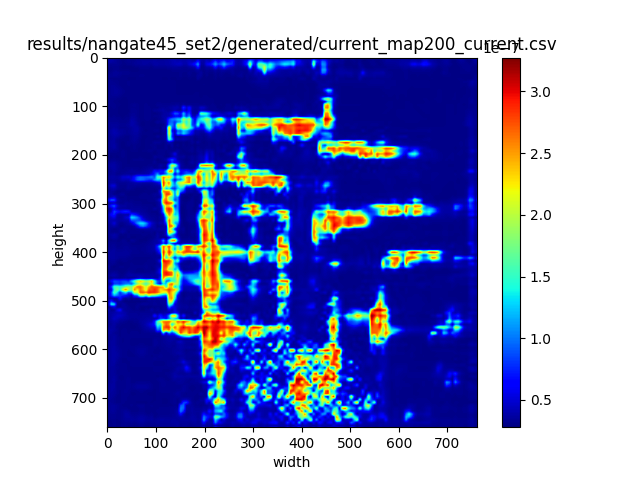 results/nangate45_set2/generated/current_map200_current.csv
1e−7
0
100
200
300
400
500
600
700
height
0 100 200 300 400 500 600 700
width
3.0
2.5
2.0
1.5
1.0
0.5